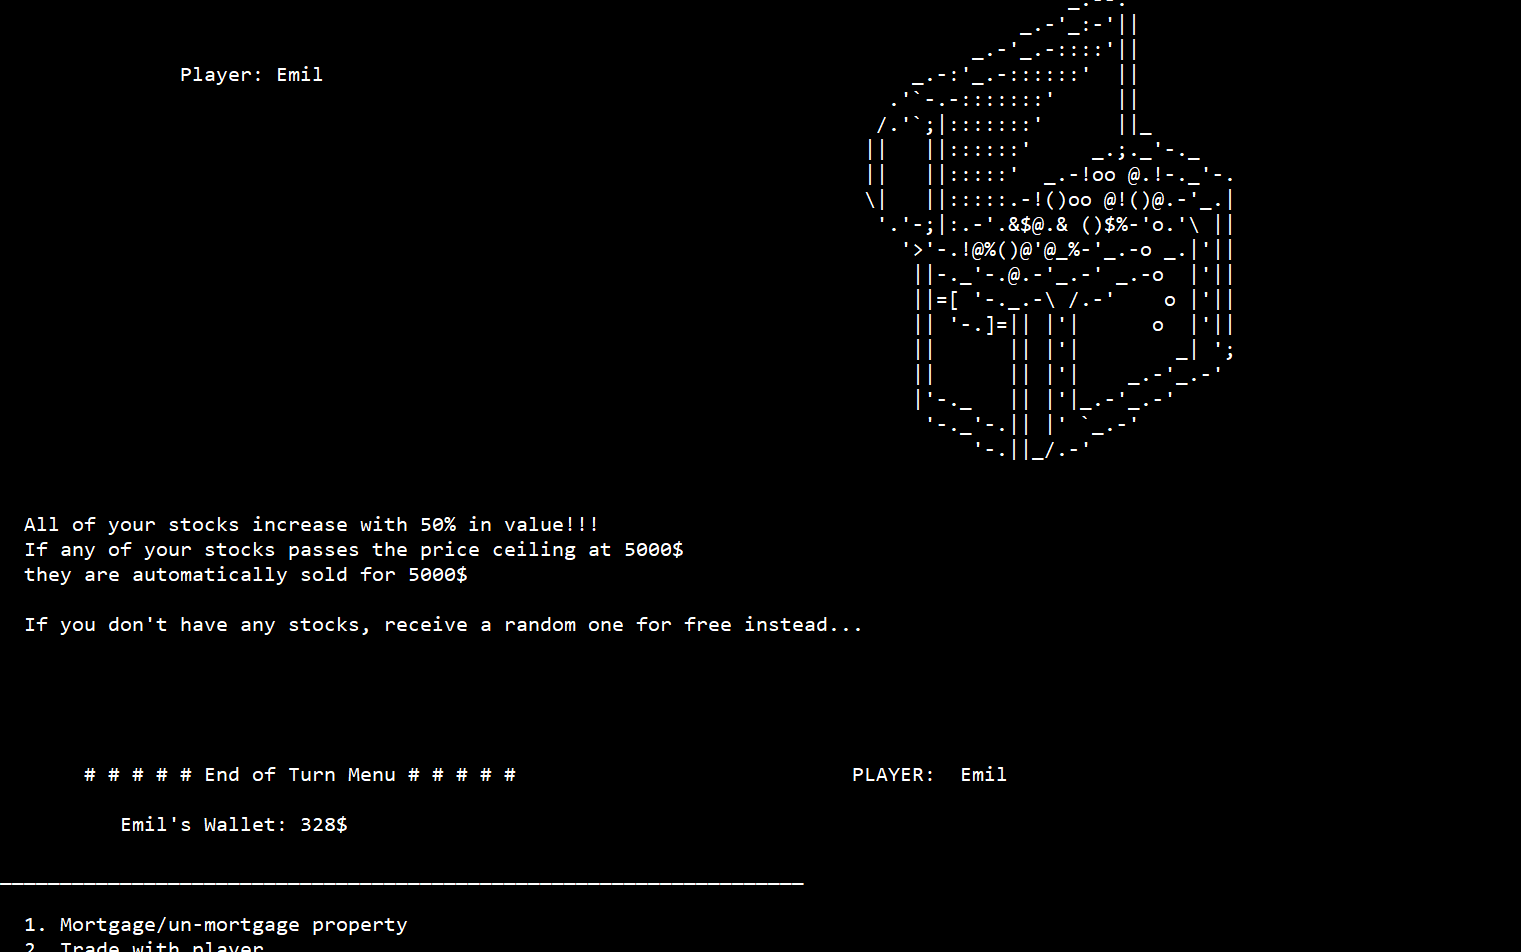 Player: Emil
All of your stocks increase with 50% in value!!!
If any of your stocks passes the price ceiling at 5000$
they are automatically sold for 5000$
If you don't have any stocks, receive a random one for free instead...
# # # # # End of Turn Menu # # # # # PLAYER: Emil
Emil's Wallet: 328$
1. Mortgage/un-mortgage property
2. Trade with player